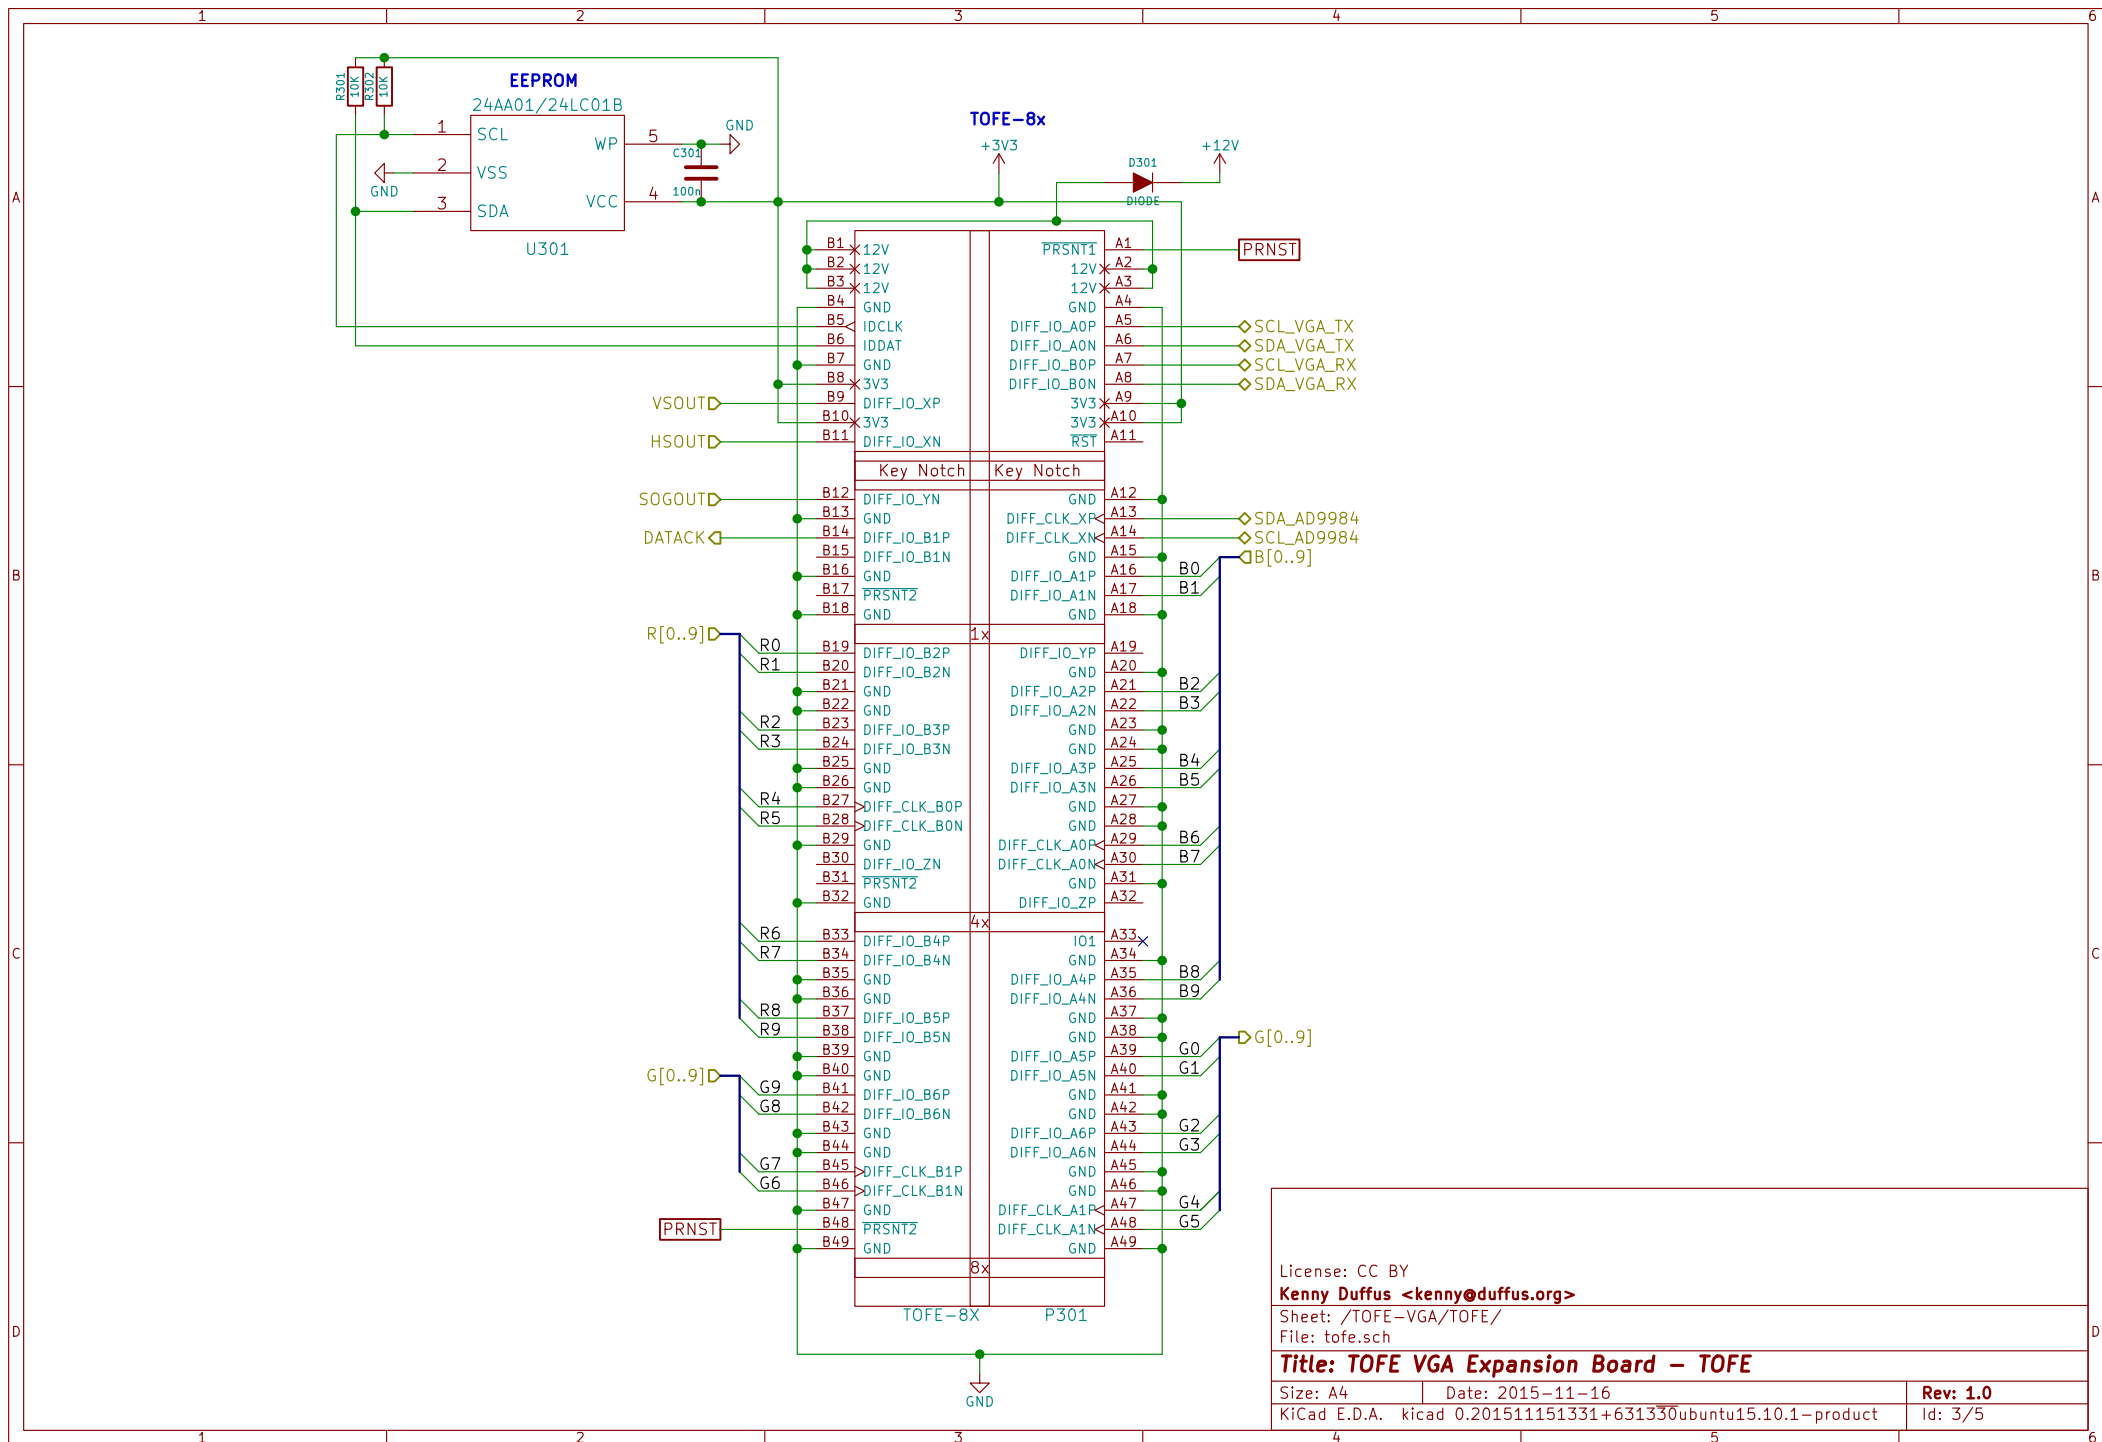 1 2 3 4 5 6
A
B
C
D
R301 10K
R302 10K
EEPROM
24AA01/24LC01B
1 SCL
2 VSS
3 SDA
WP 5
VCC 4
U301
GND
GND
C301
100n
TOFE-8x
+3V3
+12V
D301
DIODE
B1 12V PRSNT1 A1 PRNST
B2 12V 12V A2
B3 12V 12V A3
B4 GND GND A4
B5 IDCLK DIFF_IO_A0P A5 SCL_VGA_TX
B6 IDDAT DIFF_IO_A0N A6 SDA_VGA_TX
B7 GND DIFF_IO_B0P A7 SCL_VGA_RX
B8 3V3 DIFF_IO_B0N A8 SDA_VGA_RX
VSOUT B9 DIFF_IO_XP 3V3 A9
B10 3V3 3V3 A10
HSOUT B11 DIFF_IO_XN RST A11
Key Notch Key Notch
SOGOUT B12 DIFF_IO_YN GND A12
B13 GND DIFF_CLK_XP A13 SDA_AD9984
DATACK B14 DIFF_IO_B1P DIFF_CLK_XN A14 SCL_AD9984
B15 DIFF_IO_B1N GND A15 B[0..9]
B16 GND DIFF_IO_A1P A16 B0
B17 PRSNT2 DIFF_IO_A1N A17 B1
B18 GND GND A18
R[0..9] 1x
R0 B19 DIFF_IO_B2P DIFF_IO_YP A19
R1 B20 DIFF_IO_B2N GND A20
B21 GND DIFF_IO_A2P A21 B2
B22 GND DIFF_IO_A2N A22 B3
R2 B23 DIFF_IO_B3P GND A23
R3 B24 DIFF_IO_B3N GND A24
B25 GND DIFF_IO_A3P A25 B4
B26 GND DIFF_IO_A3N A26 B5
R4 B27 DIFF_CLK_B0P GND A27
R5 B28 DIFF_CLK_B0N GND A28
B29 GND DIFF_CLK_A0P A29 B6
B30 DIFF_IO_ZN DIFF_CLK_A0N A30 B7
B31 PRSNT2 GND A31
B32 GND DIFF_IO_ZP A32
4x
R6 B33 DIFF_IO_B4P IO1 A33
R7 B34 DIFF_IO_B4N GND A34
B35 GND DIFF_IO_A4P A35 B8
B36 GND DIFF_IO_A4N A36 B9
R8 B37 DIFF_IO_B5P GND A37
R9 B38 DIFF_IO_B5N GND A38 G[0..9]
B39 GND DIFF_IO_A5P A39 G0
G[0..9] B40 GND DIFF_IO_A5N A40 G1
G9 B41 DIFF_IO_B6P GND A41
G8 B42 DIFF_IO_B6N GND A42
B43 GND DIFF_IO_A6P A43 G2
B44 GND DIFF_IO_A6N A44 G3
G7 B45 DIFF_CLK_B1P GND A45
G6 B46 DIFF_CLK_B1N GND A46
B47 GND DIFF_CLK_A1P A47 G4
PRNST B48 PRSNT2 DIFF_CLK_A1N A48 G5
B49 GND GND A49
8x
TOFE-8X P301
GND
License: CC BY
Kenny Duffus <kenny@duffus.org>
Sheet: /TOFE-VGA/TOFE/
File: tofe.sch
Title: TOFE VGA Expansion Board - TOFE
Size: A4 Date: 2015-11-16 Rev: 1.0
KiCad E.D.A. kicad 0.201511151331+631330ubuntu15.10.1-product Id: 3/5
A
B
C
D
1 2 3 4 5 6